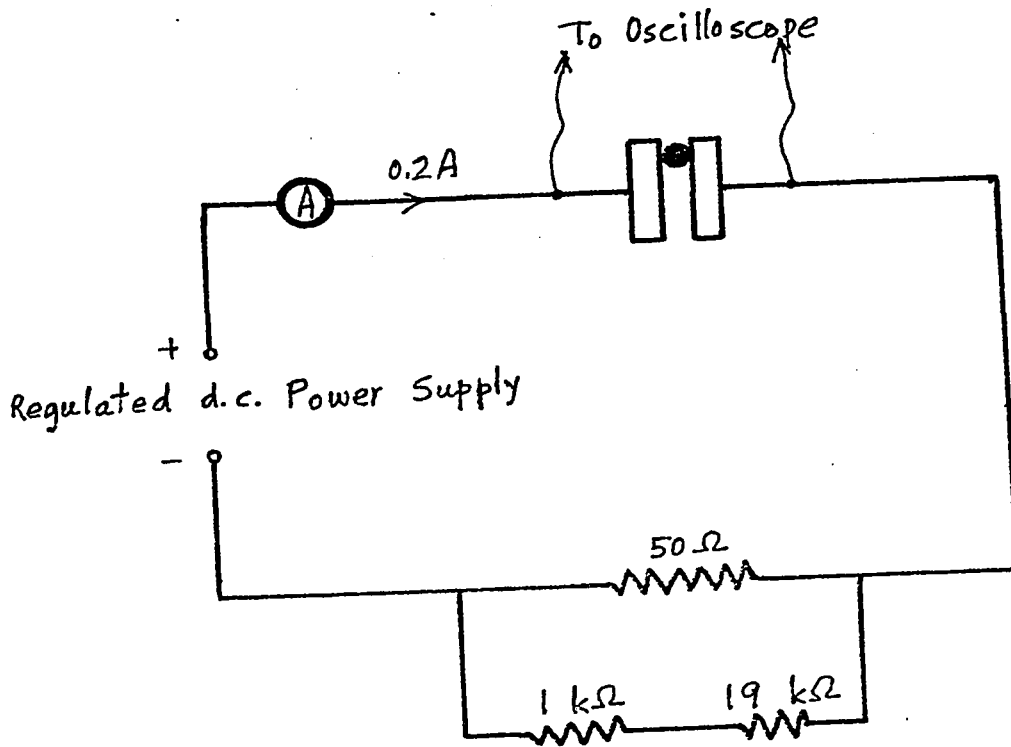 To Oscilloscope
0.2A
A
+
Regulated d.c. Power Supply
-
50 Ω
1 kΩ 19 kΩ